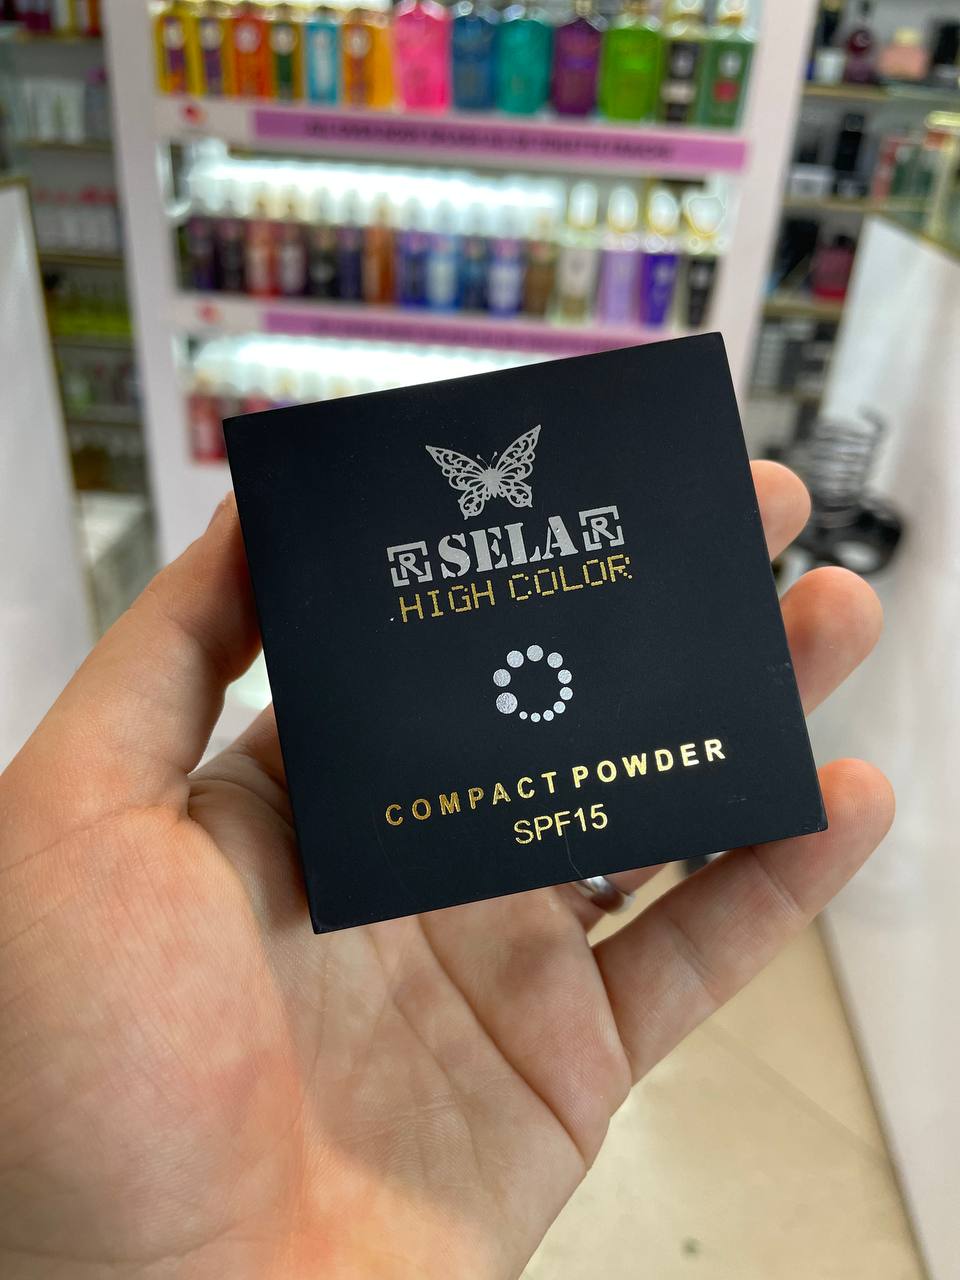 R SELA R
HIGH COLOR
COMPACT POWDER
SPF15